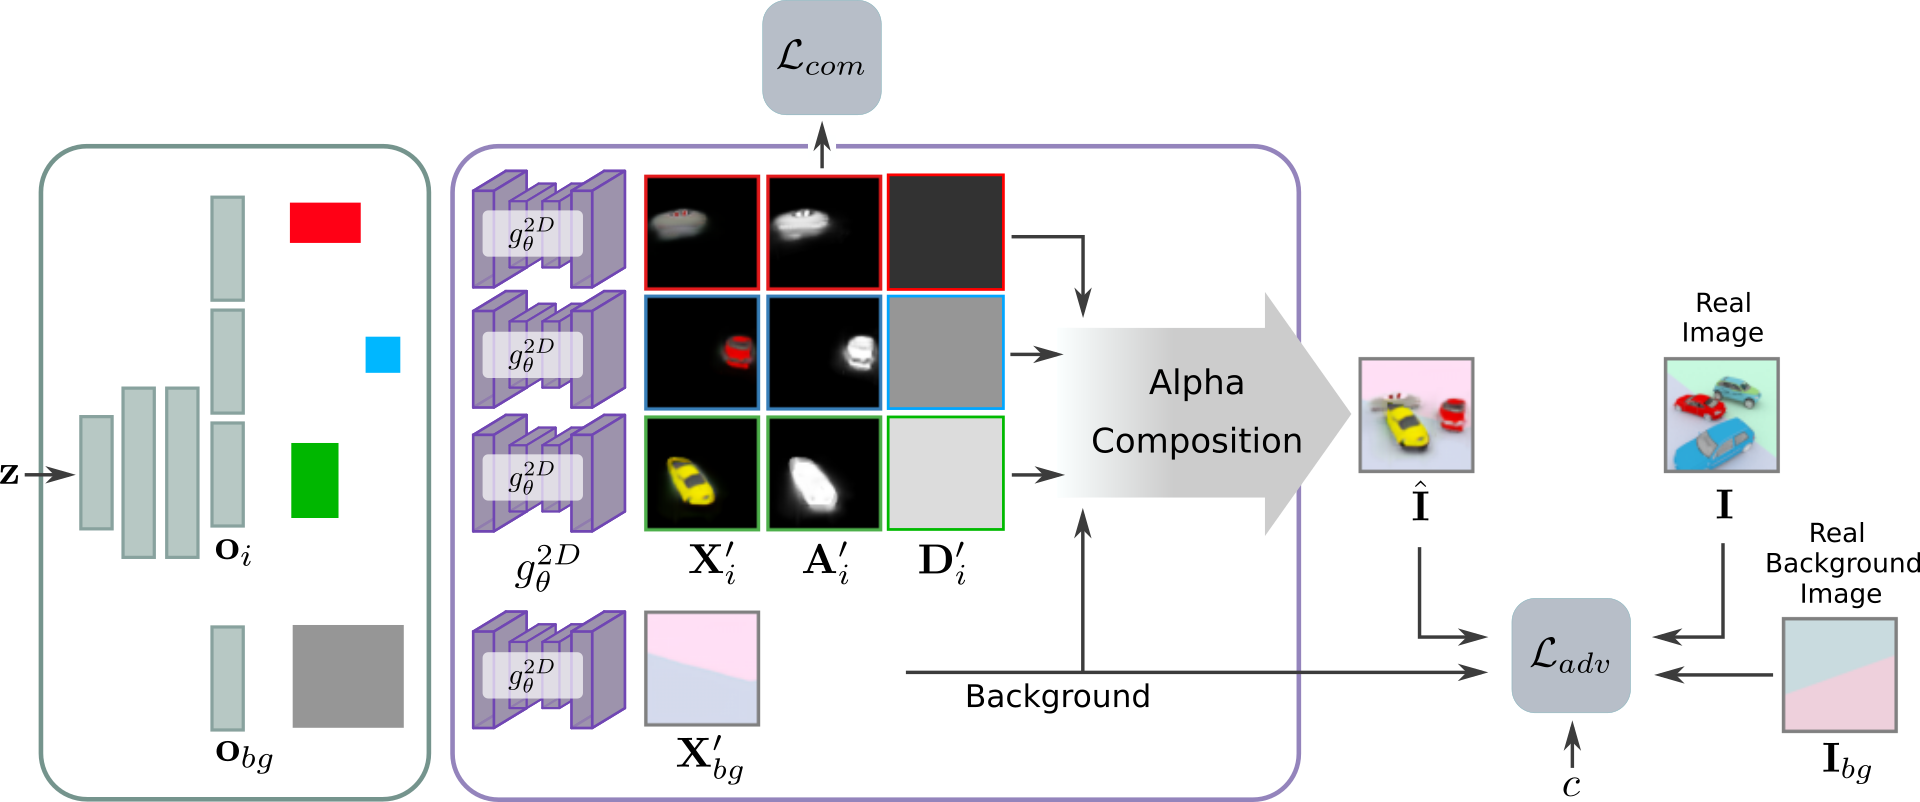 $\mathcal{L}_{com}$
$g_\theta^{2D}$
$g_\theta^{2D}$
$g_\theta^{2D}$
z
$\mathbf{o}_i$
$g_\theta^{2D}$
$\mathbf{X}'_i$
$\mathbf{A}'_i$
$\mathbf{D}'_i$
$g_\theta^{2D}$
$\mathbf{o}_{bg}$
$\mathbf{X}'_{bg}$
Background
Alpha
Composition
$\hat{\mathbf{I}}$
Real
Image
$\mathbf{I}$
Real
Background
Image
$\mathcal{L}_{adv}$
$\mathbf{I}_{bg}$
$c$